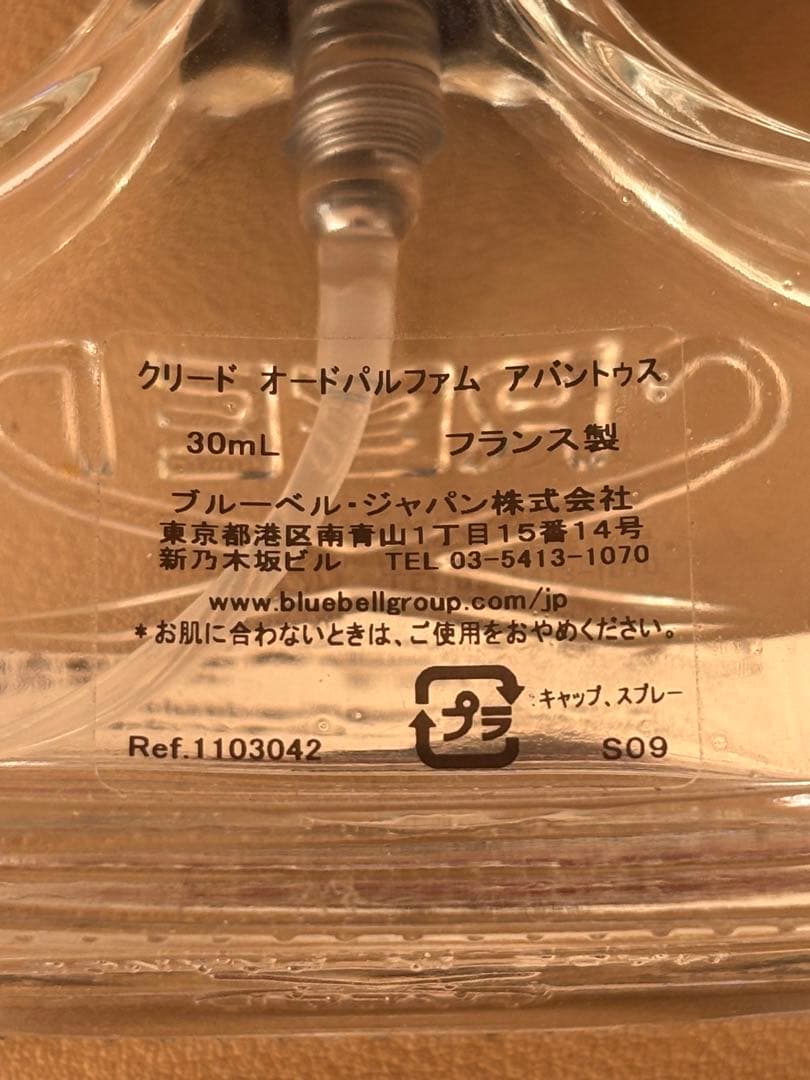 クリード オードパルファム アバントゥス
30mL フランス製
ブルーベル・ジャパン株式会社
東京都港区南青山1丁目15番14号
新乃木坂ビル TEL 03-5413-1070
www.bluebellgroup.com/jp
*お肌に合わないときは、ご使用をおやめください。
プラ :キャップ、スプレー
Ref.1103042 S09